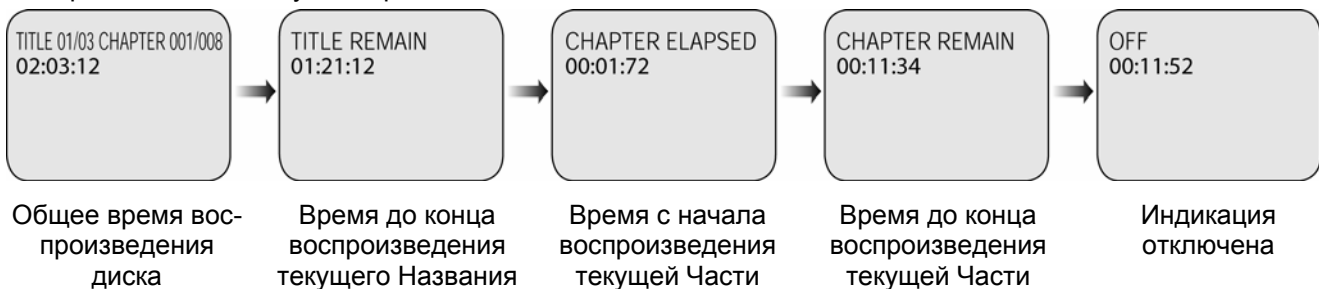 TITLE 01/03 CHAPTER 001/008
02:03:12
TITLE REMAIN
01:21:12
CHAPTER ELAPSED
00:01:72
CHAPTER REMAIN
00:11:34
OFF
00:11:52
Общее время вос-
произведения
диска
Время до конца
воспроизведения
текущего Названия
Время с начала
воспроизведения
текущей Части
Время до конца
воспроизведения
текущей Части
Индикация
отключена